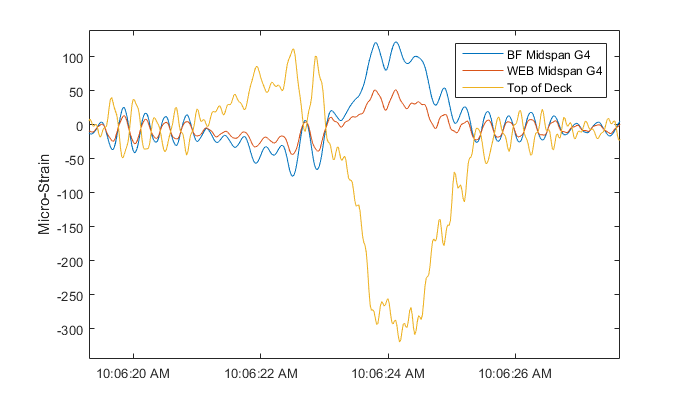 BF Midspan G4
WEB Midspan G4
Top of Deck
100
50
0
-50
-100
-150
-200
-250
-300
Micro-Strain
10:06:20 AM
10:06:22 AM
10:06:24 AM
10:06:26 AM